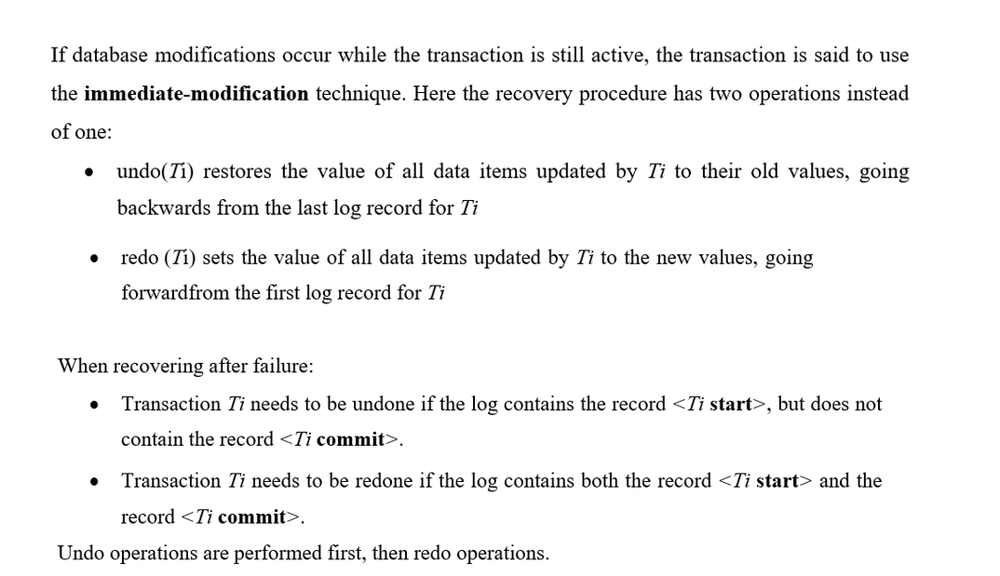 If database modifications occur while the transaction is still active, the transaction is said to use
the immediate-modification technique. Here the recovery procedure has two operations instead
of one:
• undo(Ti) restores the value of all data items updated by Ti to their old values, going
backwards from the last log record for Ti
• redo (Ti) sets the value of all data items updated by Ti to the new values, going
forwardfrom the first log record for Ti
When recovering after failure:
• Transaction Ti needs to be undone if the log contains the record <Ti start>, but does not
contain the record <Ti commit>.
• Transaction Ti needs to be redone if the log contains both the record <Ti start> and the
record <Ti commit>.
Undo operations are performed first, then redo operations.